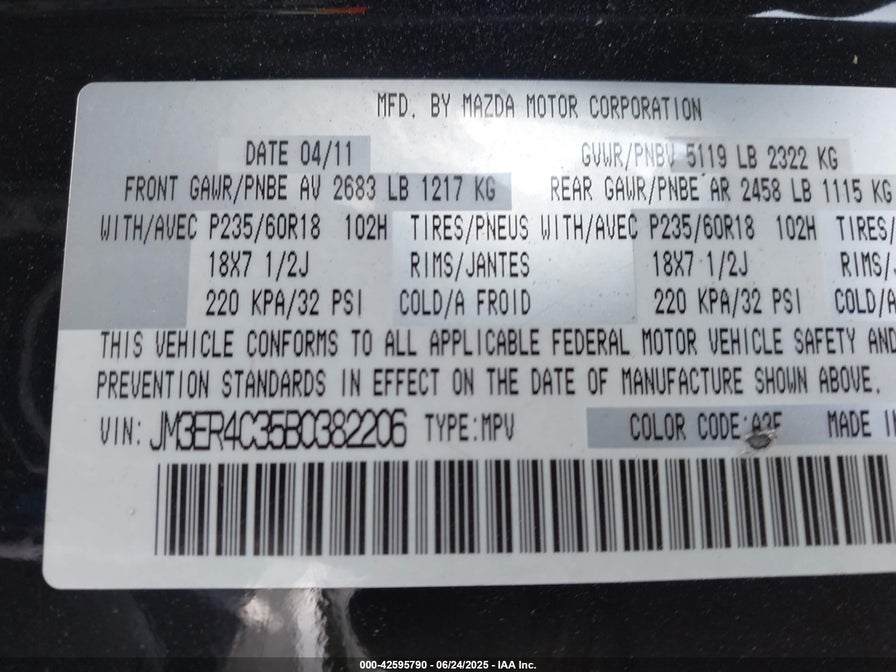 MFD. BY MAZDA MOTOR CORPORATION
DATE 04/11 GVWR/PNBV 5119 LB 2322 KG
FRONT GAWR/PNBE AV 2683 LB 1217 KG REAR GAWR/PNBE AR 2458 LB 1115 KG
WITH/AVEC P235/60R18 102H TIRES/PNEUS WITH/AVEC P235/60R18 102H TIRES/
18X7 1/2J RIMS/JANTES 18X7 1/2J RIMS/
220 KPA/32 PSI COLD/A FROID 220 KPA/32 PSI COLD/A
THIS VEHICLE CONFORMS TO ALL APPLICABLE FEDERAL MOTOR VEHICLE SAFETY AND
PREVENTION STANDARDS IN EFFECT ON THE DATE OF MANUFACTURE SHOWN ABOVE.
VIN: JM3ER4C35B0382206 TYPE:MPV COLOR CODE: MADE IN
000-42595790 - 06/24/2025 - IAA Inc.